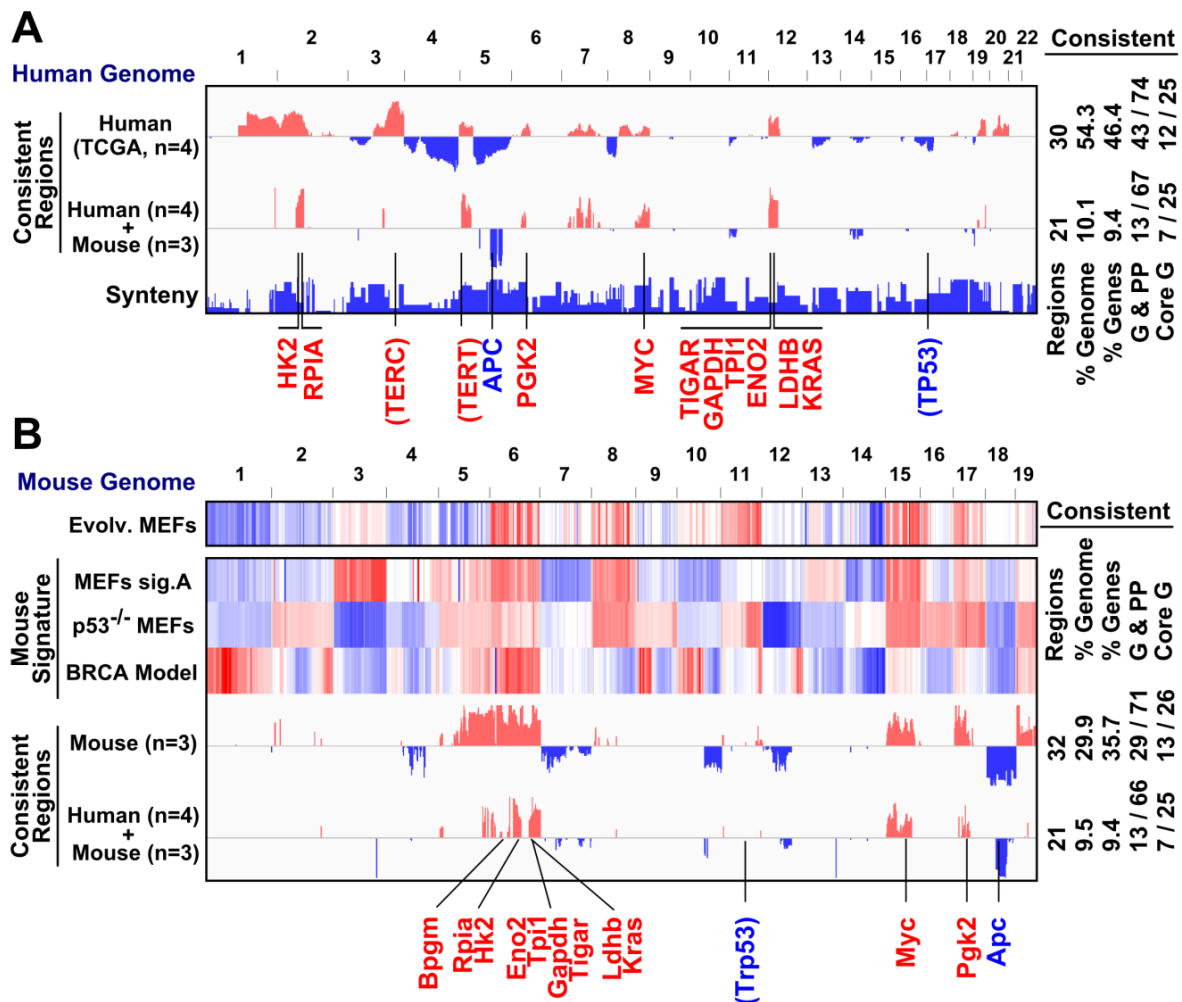 A
2 4 6 8 10 12 14 16 18 20 22
1 3 5 7 9 11 13 15 17 19 21
Consistent
Human Genome
Consistent Regions
Human
(TCGA, n=4)
30 54.3 46.4 43 / 74 12 / 25
Human (n=4)
+
Mouse (n=3)
21 10.1 9.4 13 / 67 7 / 25
Synteny
Regions
% Genome
% Genes
G & PP
Core G
HK2
RPIA
(TERC)
(TERT)
APC
PGK2
MYC
TIGAR
GAPDH
TPI1
ENO2
LDHB
KRAS
(TP53)
B
2 4 6 8 10 12 14 16 18
1 3 5 7 9 11 13 15 17 19
Mouse Genome
Consistent
Evolv. MEFs
Mouse Signature
MEFs sig.A
p53-/- MEFs
BRCA Model
Regions
% Genome
% Genes
G & PP
Core G
Consistent Regions
Mouse (n=3)
32 29.9 35.7 29 / 71 13 / 26
Human (n=4)
+
Mouse (n=3)
21 9.5 9.4 13 / 66 7 / 25
Bpgm
Rpia
Hk2
Eno2
Tpi1
Gapdh
Tigar
Ldhb
Kras
(Trp53)
Myc
Pgk2
Apc